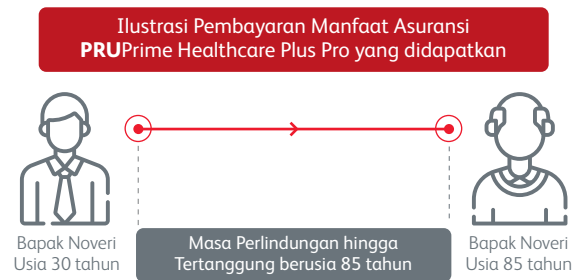 Ilustrasi Pembayaran Manfaat Asuransi
PRUPrime Healthcare Plus Pro yang didapatkan
Bapak Noveri
Usia 30 tahun
Masa Perlindungan hingga
Tertanggung berusia 85 tahun
Bapak Noveri
Usia 85 tahun